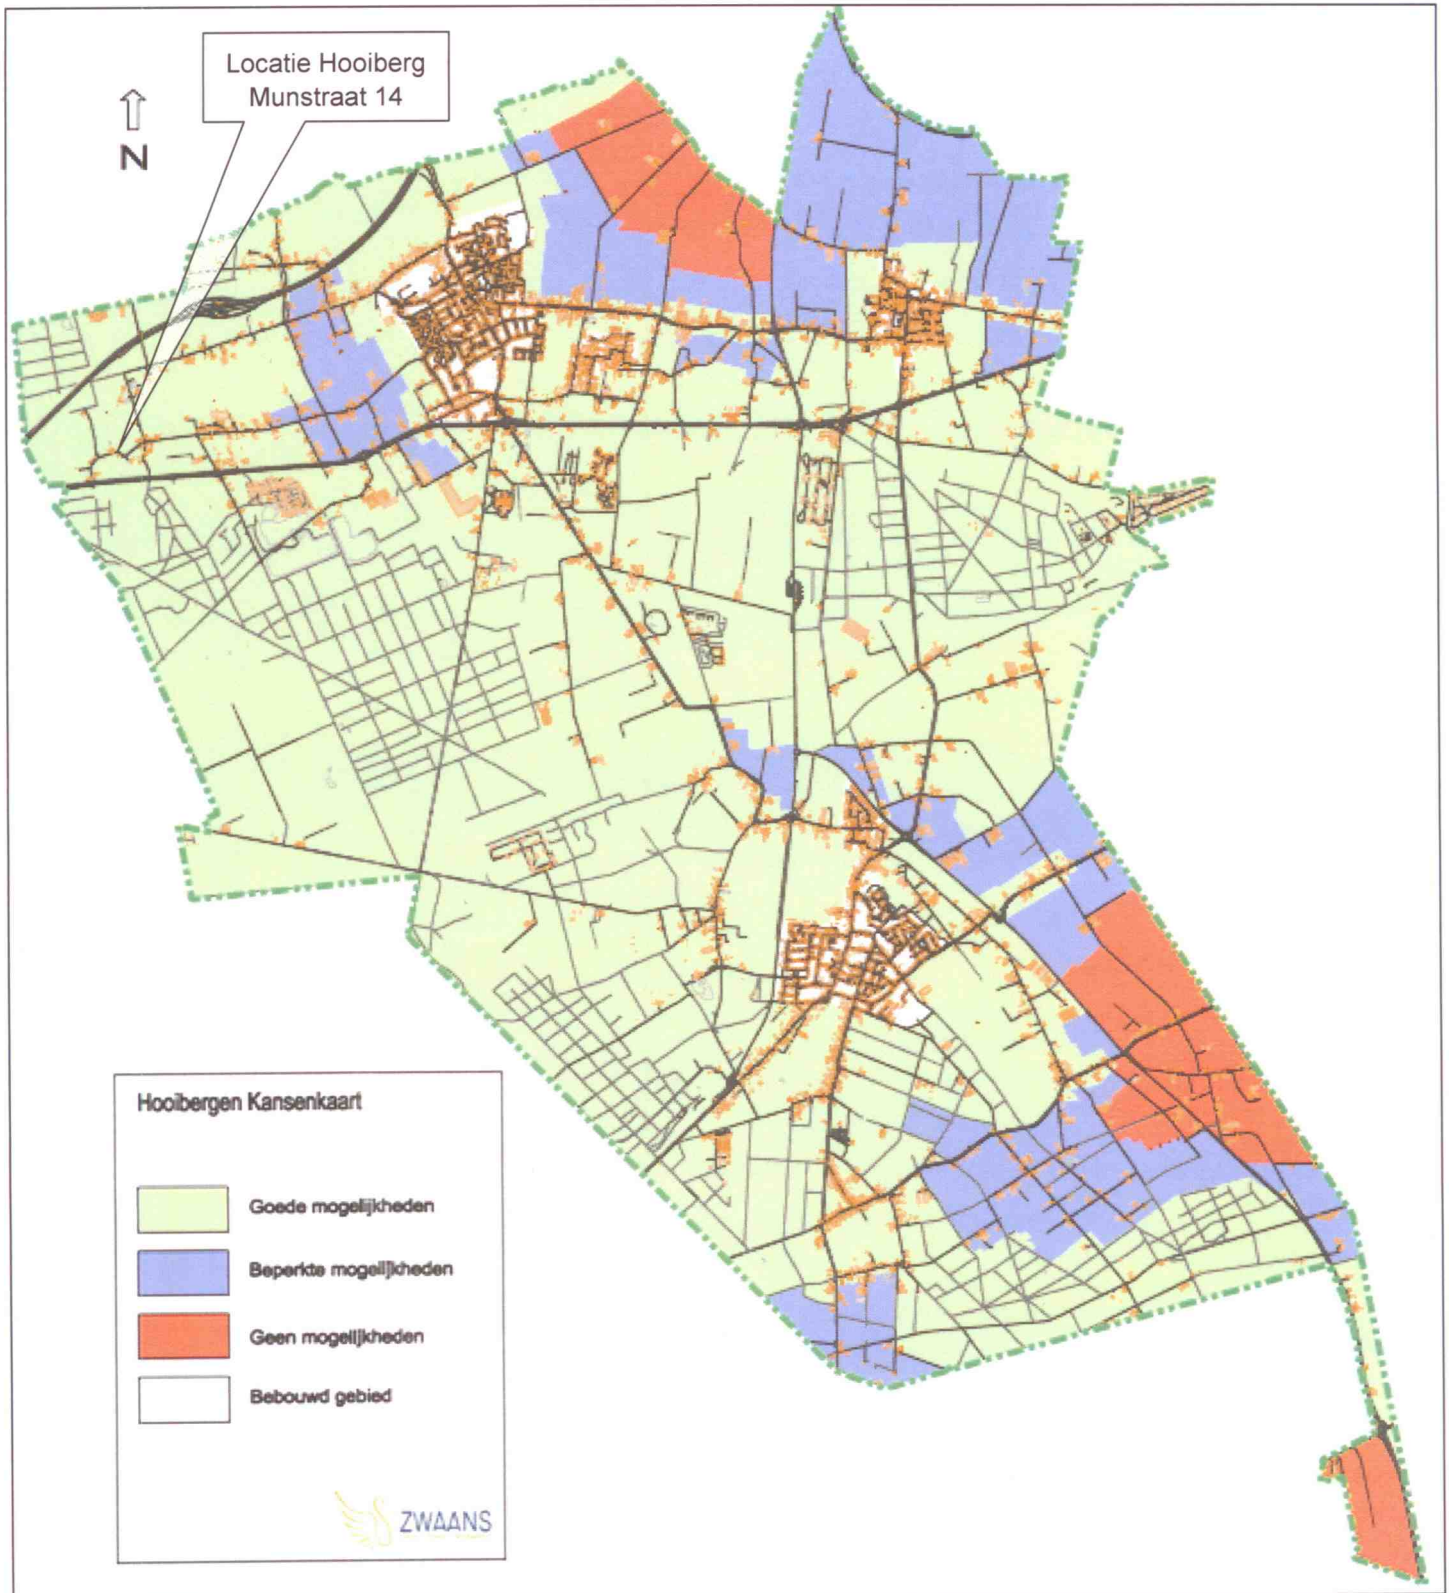 Locatie Hooiberg
Munstraat 14
N
Hooibergen Kansenkaart
Goede mogelijkheden
Beperkte mogelijkheden
Geen mogelijkheden
Bebouwd gebied
ZWAANS